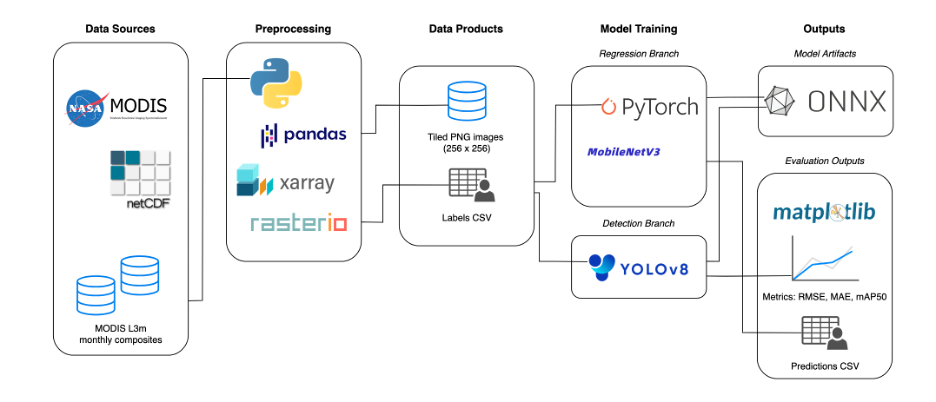 Data Sources
Preprocessing
Data Products
Model Training
Outputs
Regression Branch
Model Artifacts
NASA
MODIS
netCDF
MODIS L3m
monthly composites
pandas
xarray
rasterio
Tiled PNG images
(256 x 256)
Labels CSV
PyTorch
MobileNetV3
Detection Branch
YOLOv8
ONNX
Evaluation Outputs
matplotlib
Metrics: RMSE, MAE, mAP50
Predictions CSV